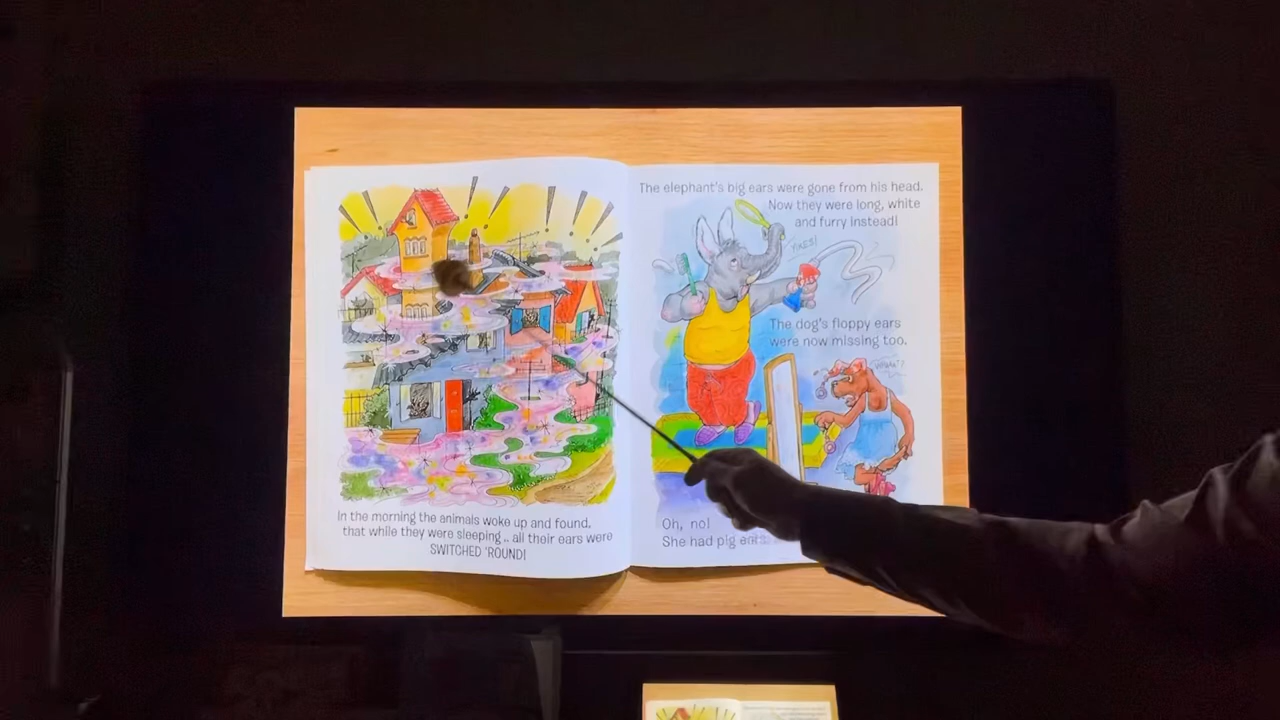 In the morning the animals woke up and found,
that while they were sleeping .. all their ears were
SWITCHED 'ROUND!
The elephant's big ears were gone from his head.
Now they were long, white
and furry instead!
YIKES!
The dog's floppy ears
were now missing too.
Oh, no!
She had pig ears